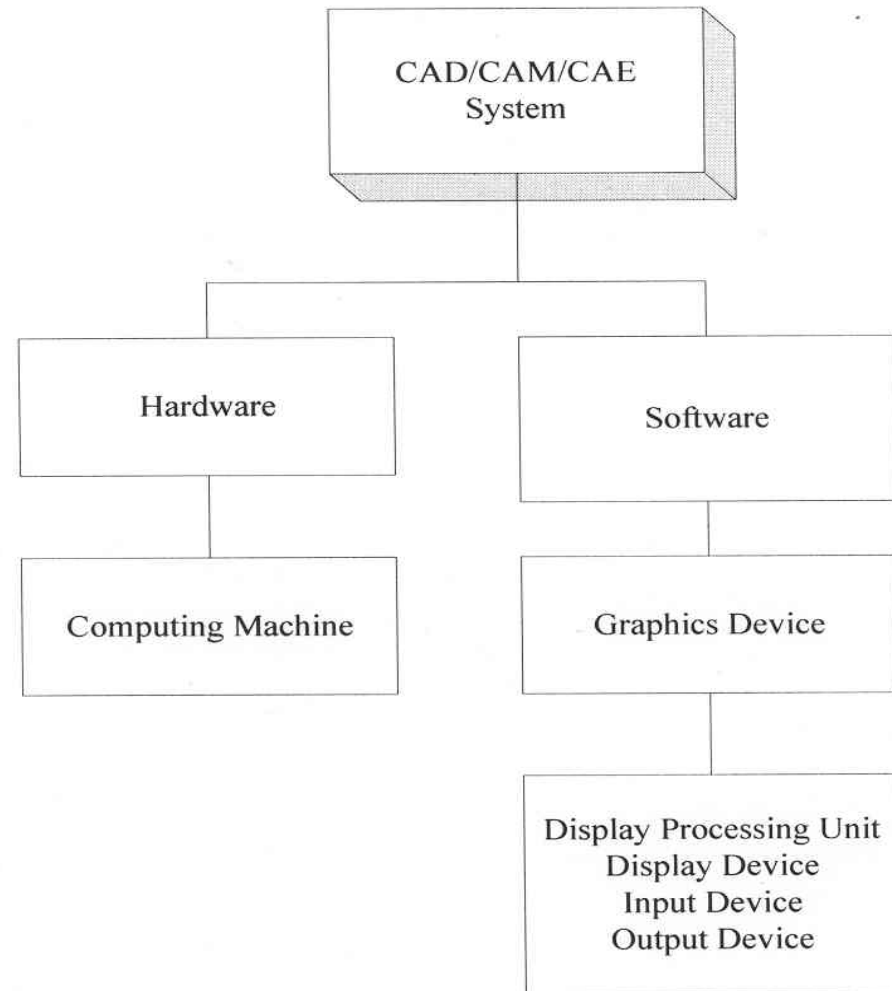 CAD/CAM/CAE
System
Hardware
Software
Computing Machine
Graphics Device
Display Processing Unit
Display Device
Input Device
Output Device